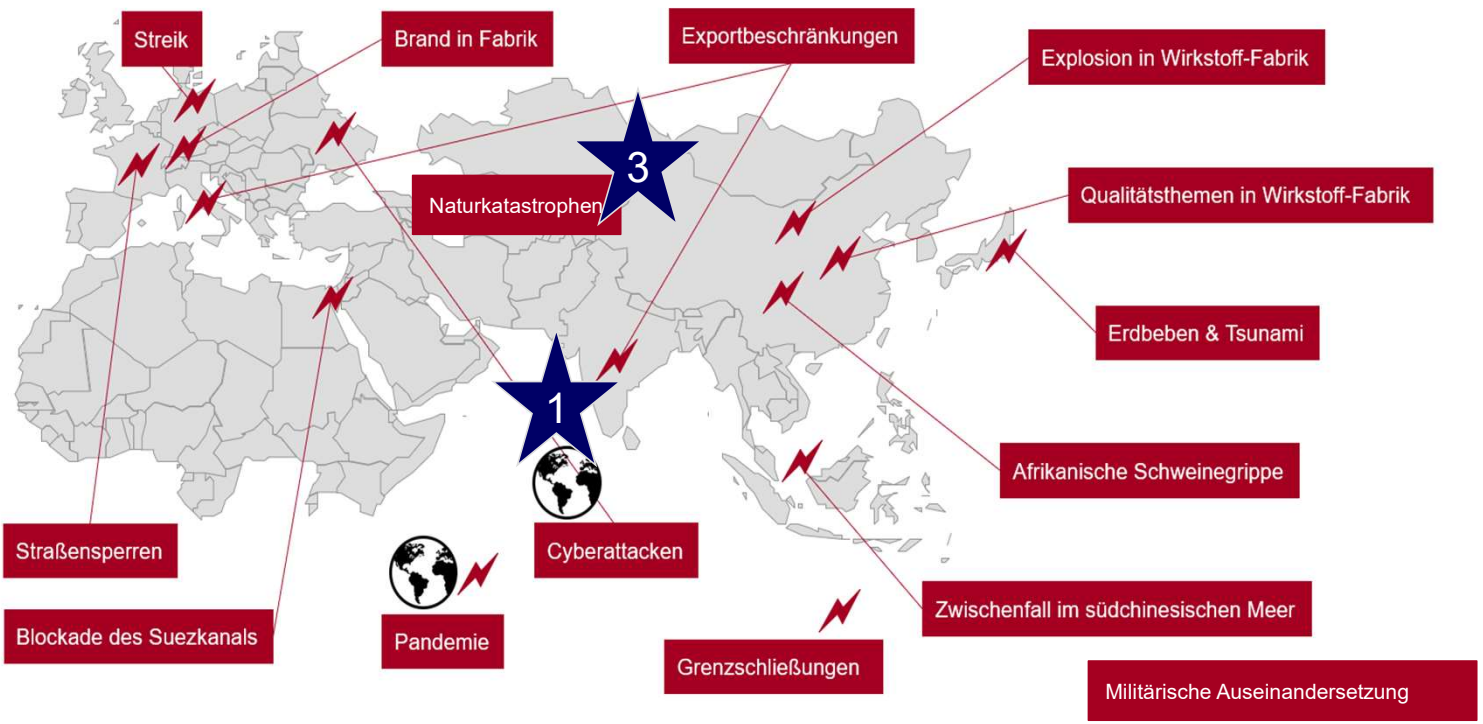 Streik
Brand in Fabrik
Exportbeschränkungen
Explosion in Wirkstoff-Fabrik
3
Naturkatastrophen
Qualitätsthemen in Wirkstoff-Fabrik
Erdbeben & Tsunami
1
Afrikanische Schweinegrippe
Straßensperren
Cyberattacken
Zwischenfall im südchinesischen Meer
Blockade des Suezkanals
Pandemie
Grenzschließungen
Militärische Auseinandersetzung